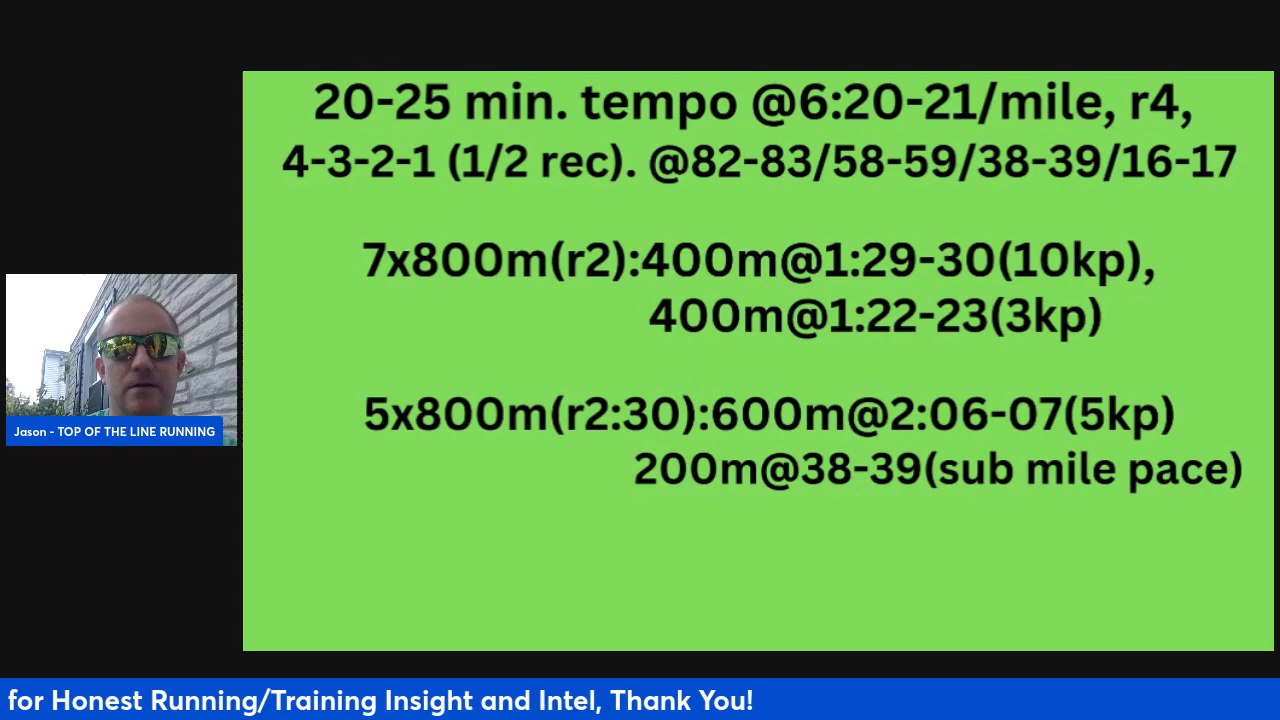 20-25 min. tempo @6:20-21/mile, r4,
4-3-2-1 (1/2 rec). @82-83/58-59/38-39/16-17
7x800m(r2):400m@1:29-30(10kp),
400m@1:22-23(3kp)
5x800m(r2:30):600m@2:06-07(5kp)
200m@38-39(sub mile pace)
Jason - TOP OF THE LINE RUNNING
for Honest Running/Training Insight and Intel, Thank You!